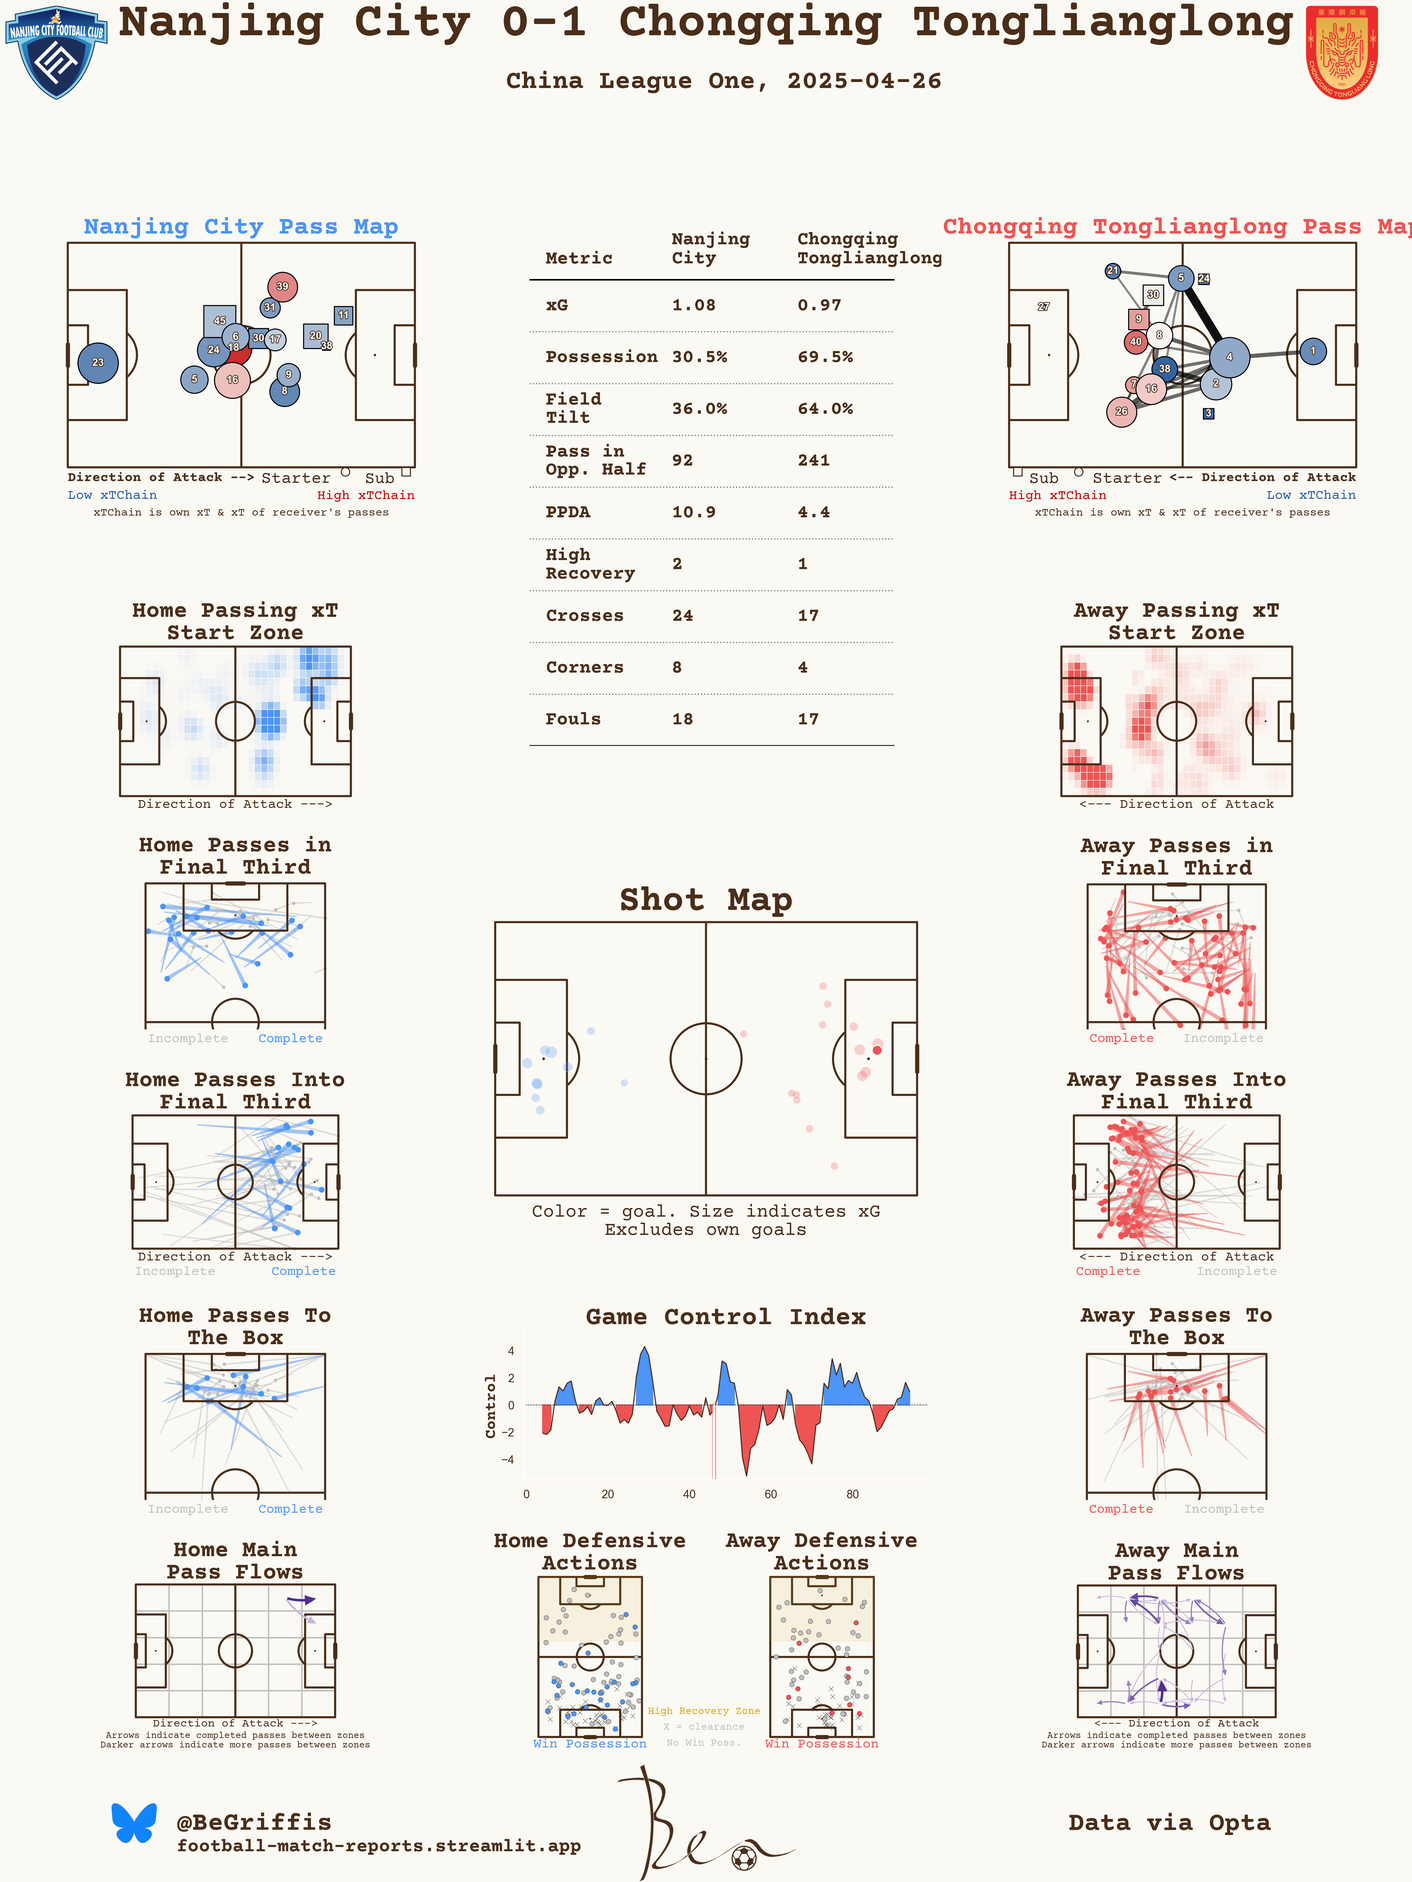 Nanjing City 0-1 Chongqing Tonglianglong
China League One, 2025-04-26
NANJING CITY FOOTBALL CLUB
CHONGQING TONGLIANGLONG
Nanjing City Pass Map
39
31
45
11
6
30
17
20
38
24
18
23
5
16
9
8
Direction of Attack --> Starter Sub
Low xTChain High xTChain
xTChain is own xT & xT of receiver's passes
Metric
Nanjing
City
Chongqing
Tonglianglong
xG 1.08 0.97
Possession 30.5% 69.5%
Field
Tilt 36.0% 64.0%
Pass in
Opp. Half 92 241
PPDA 10.9 4.4
High
Recovery 2 1
Crosses 24 17
Corners 8 4
Fouls 18 17
Chongqing Tonglianglong Pass Map
21
5
24
30
27
9
8
40
4
1
38
7
16
2
26
3
Sub Starter <-- Direction of Attack
High xTChain Low xTChain
xTChain is own xT & xT of receiver's passes
Home Passing xT
Start Zone
Direction of Attack --->
Away Passing xT
Start Zone
<--- Direction of Attack
Home Passes in
Final Third
Incomplete Complete
Away Passes in
Final Third
Complete Incomplete
Shot Map
Color = goal. Size indicates xG
Excludes own goals
Home Passes Into
Final Third
Direction of Attack --->
Incomplete Complete
Away Passes Into
Final Third
<--- Direction of Attack
Complete Incomplete
Home Passes To
The Box
Incomplete Complete
Game Control Index
Control
4
2
0
−2
−4
0 20 40 60 80
Away Passes To
The Box
Complete Incomplete
Home Main
Pass Flows
Direction of Attack --->
Arrows indicate completed passes between zones
Darker arrows indicate more passes between zones
Home Defensive
Actions
Win Possession
High Recovery Zone
X = clearance
No Win Poss.
Away Defensive
Actions
Win Possession
Away Main
Pass Flows
<--- Direction of Attack
Arrows indicate completed passes between zones
Darker arrows indicate more passes between zones
@BeGriffis
football-match-reports.streamlit.app
Ben
Data via Opta